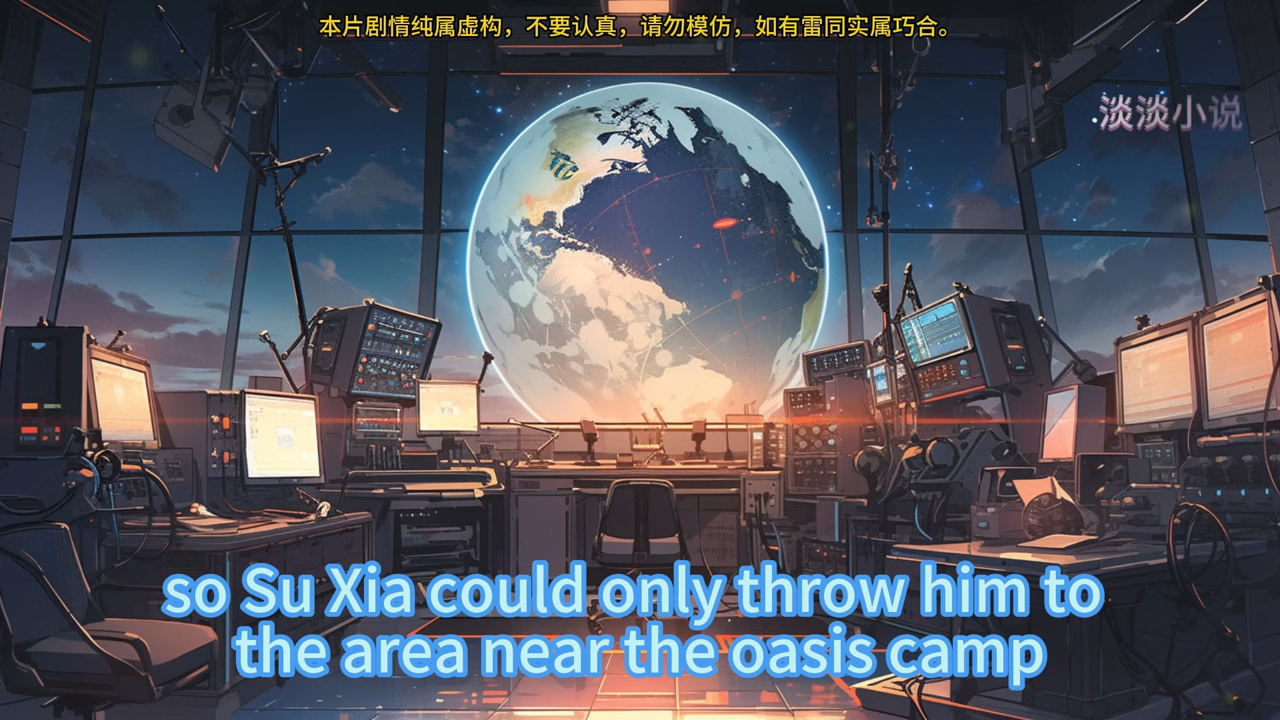 本片剧情纯属虚构，不要认真，请勿模仿，如有雷同实属巧合。
淡淡小说
so Su Xia could only throw him to
the area near the oasis camp